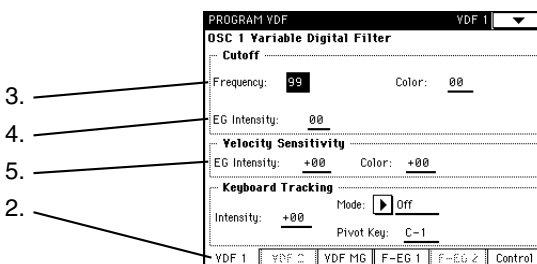 PROGRAM VDF VDF 1
OSC 1 Variable Digital Filter
Cutoff
3. Frequency: 99 Color: 00
4. EG Intensity: 00
Velocity Sensitivity
5. EG Intensity: +00 Color: +00
Keyboard Tracking
Mode: Off
Intensity: +00
Pivot Key: C-1
2. VDF 1 VDF 2 VDF MG F-EG 1 F-EG 2 Control